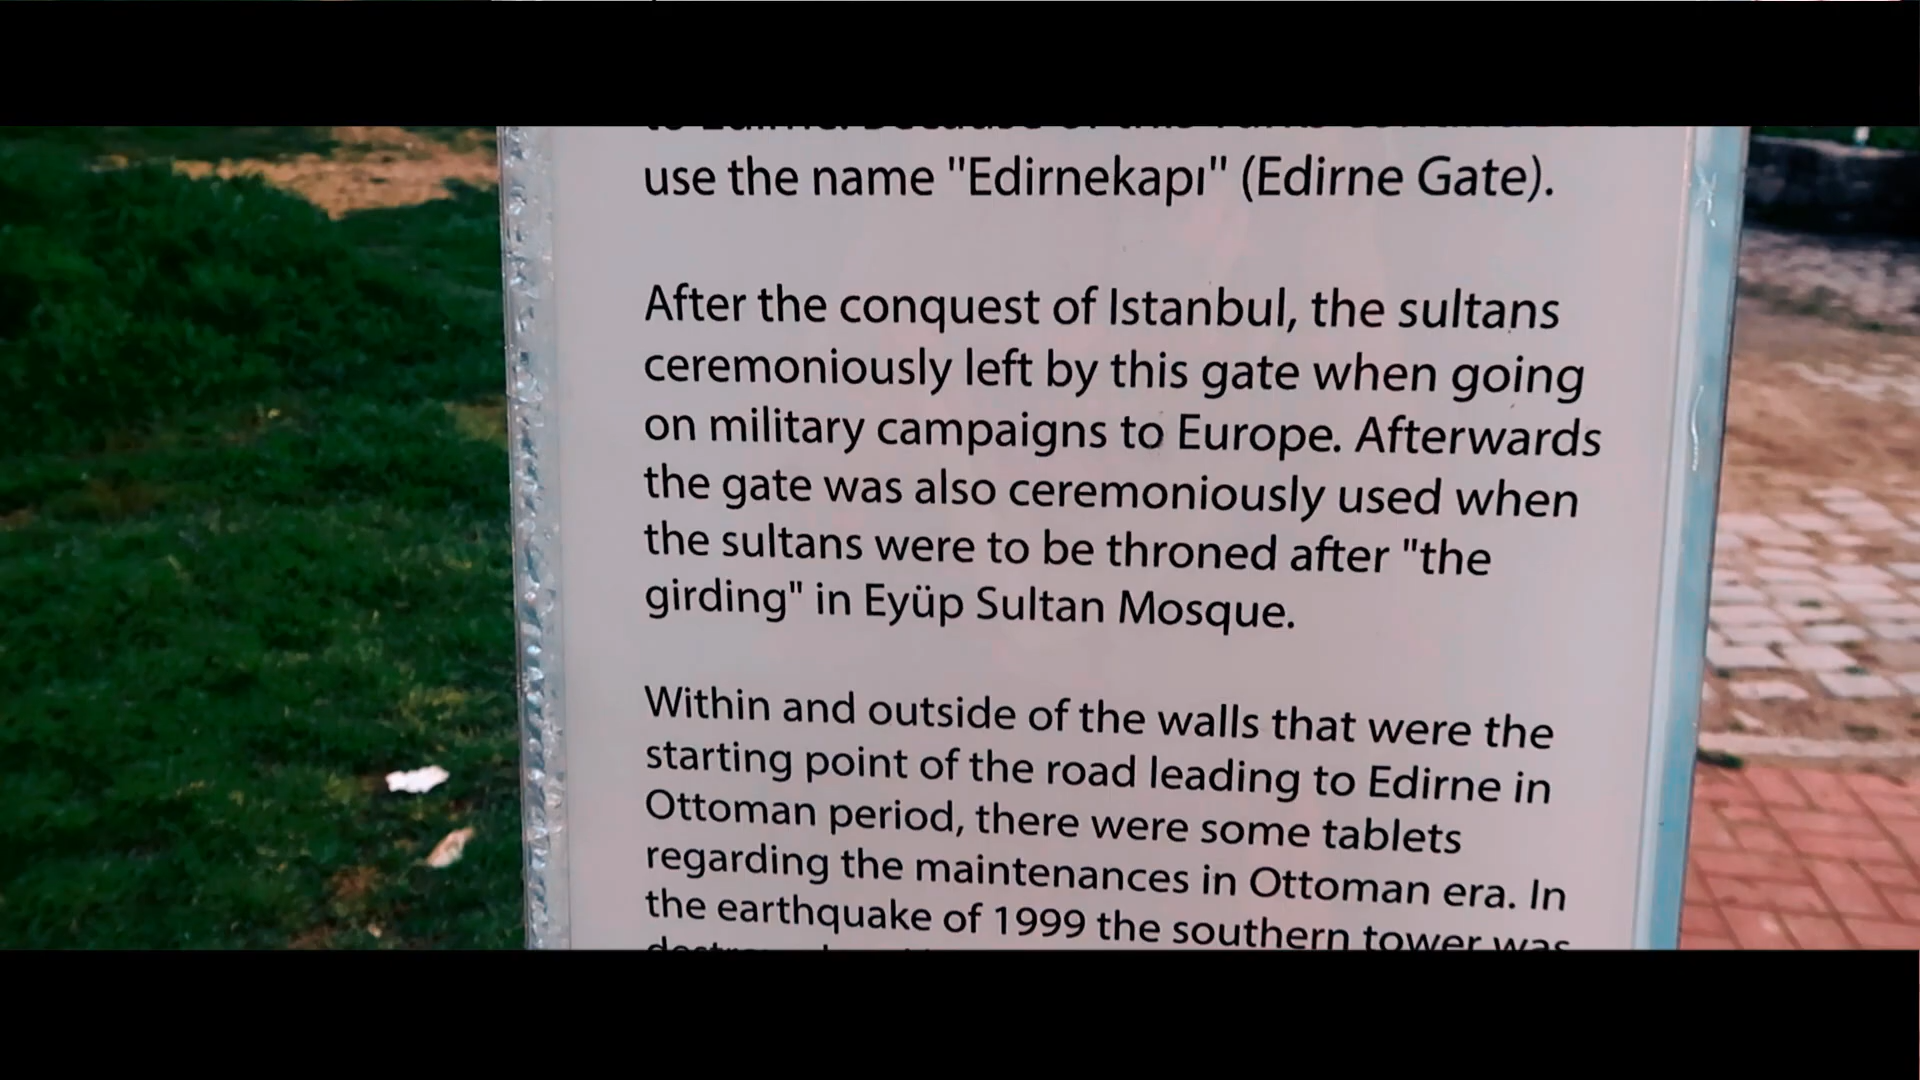 use the name "Edirnekapı" (Edirne Gate).
After the conquest of Istanbul, the sultans
ceremoniously left by this gate when going
on military campaigns to Europe. Afterwards
the gate was also ceremoniously used when
the sultans were to be throned after "the
girding" in Eyüp Sultan Mosque.
Within and outside of the walls that were the
starting point of the road leading to Edirne in
Ottoman period, there were some tablets
regarding the maintenances in Ottoman era. In
the earthquake of 1999 the southern tower was